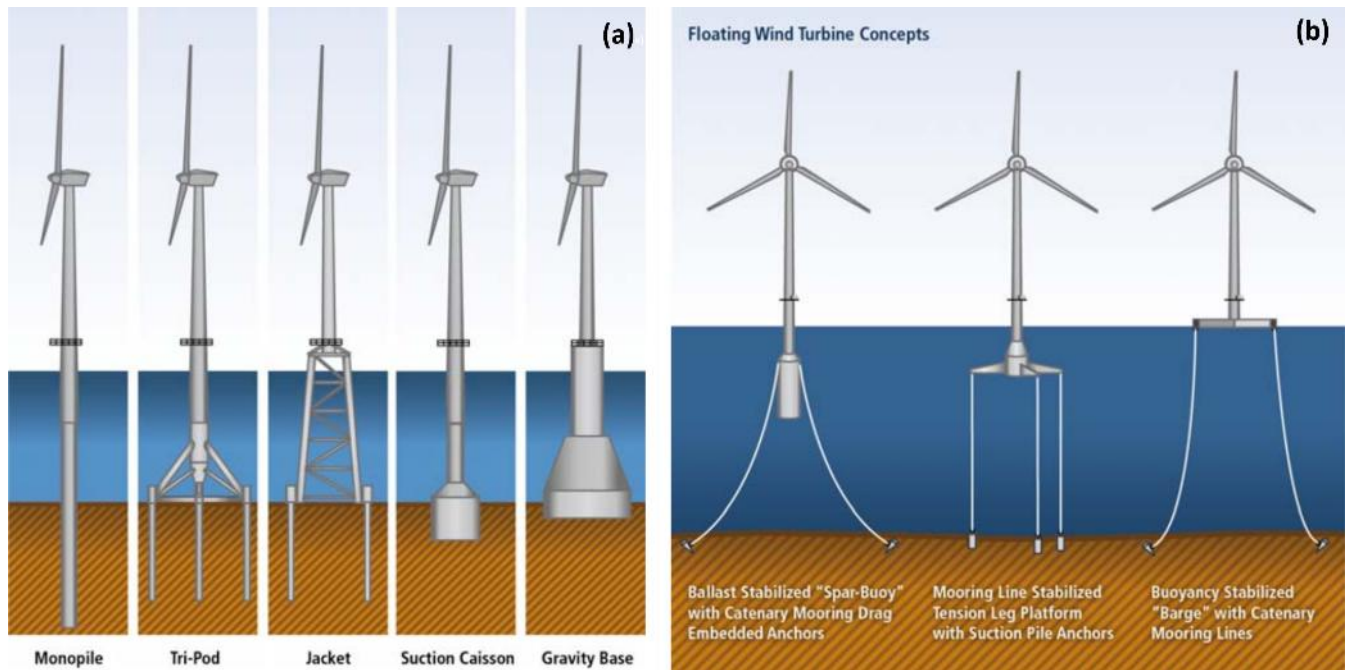 (a)
Monopile
Tri-Pod
Jacket
Suction Caisson
Gravity Base
(b)
Floating Wind Turbine Concepts
Ballast Stabilized "Spar-Buoy"
with Catenary Mooring Drag
Embedded Anchors
Mooring Line Stabilized
Tension Leg Platform
with Suction Pile Anchors
Buoyancy Stabilized
"Barge" with Catenary
Mooring Lines